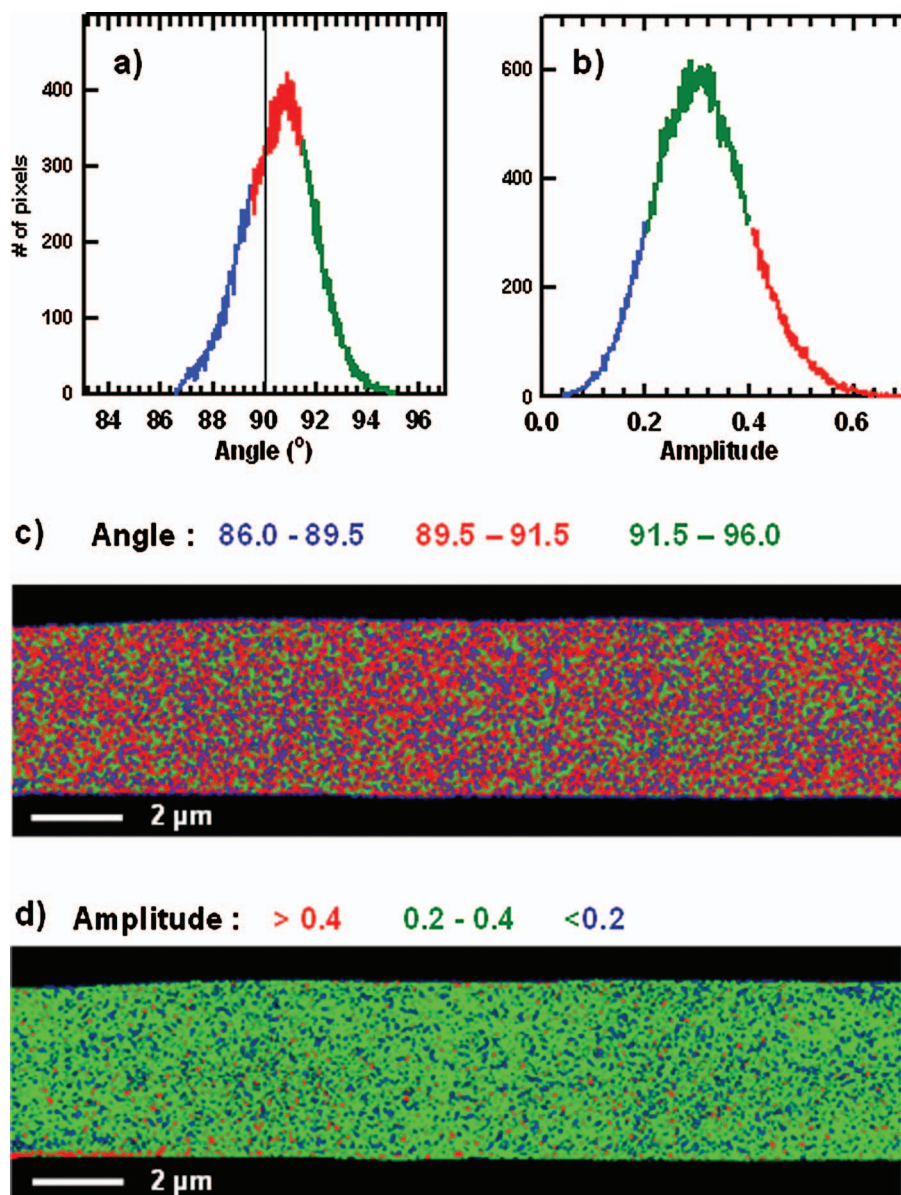 a)
# of pixels
400
300
200
100
0
84 86 88 90 92 94 96
Angle (o)
b)
600
400
200
0
0.0 0.2 0.4 0.6
Amplitude
c) Angle : 86.0 - 89.5 89.5 – 91.5 91.5 – 96.0
2 µm
d) Amplitude : > 0.4 0.2 - 0.4 <0.2
2 µm